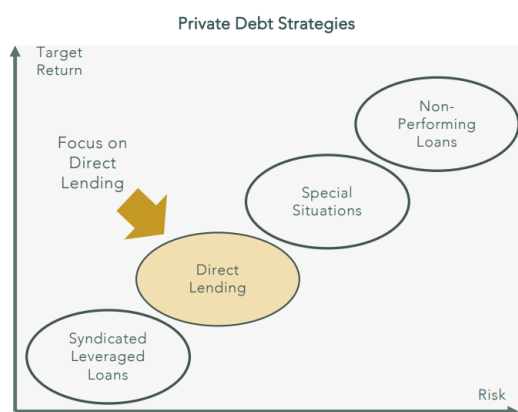 Private Debt Strategies
Target
Return
Non-
Performing
Loans
Focus on
Direct
Lending
Special
Situations
Direct
Lending
Syndicated
Leveraged
Loans
Risk